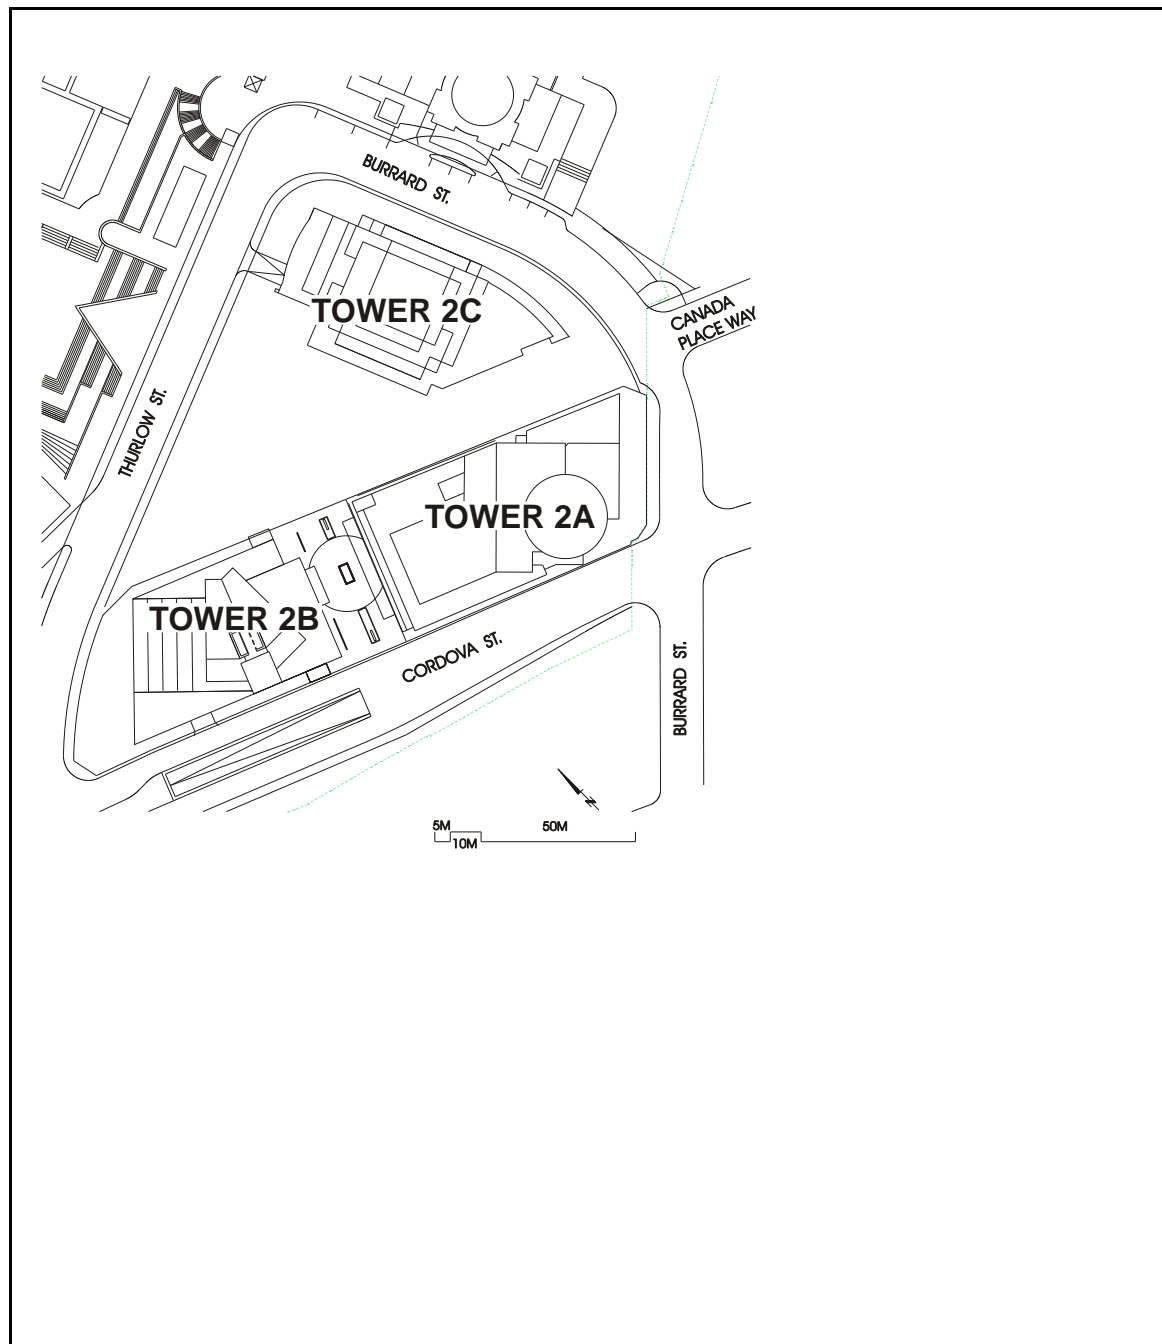 BURRARD ST.
TOWER 2C
CANADA
PLACE WAY
THURLOW ST.
TOWER 2A
TOWER 2B
CORDOVA ST.
BURRARD ST.
N
5M
10M
50M